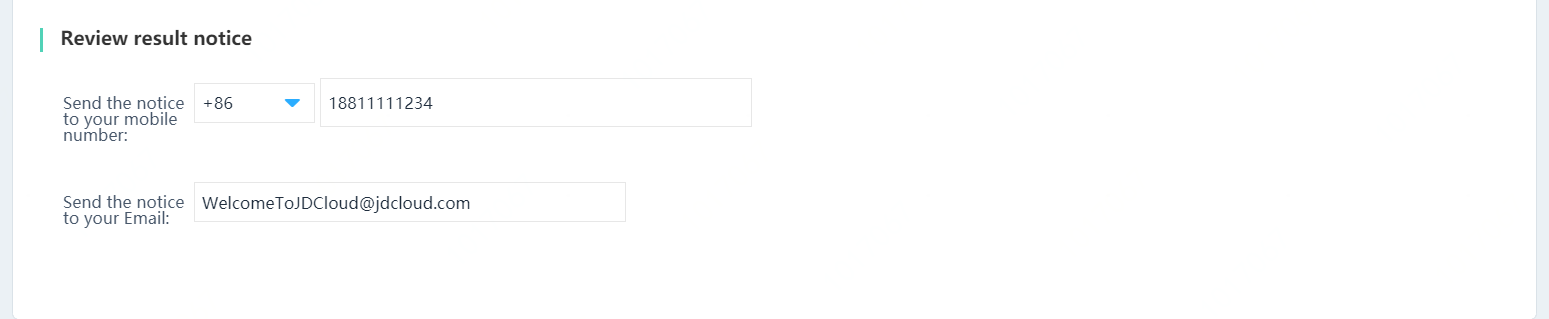 Review result notice
Send the notice
to your mobile
number:
+86
18811111234
Send the notice
to your Email:
WelcomeToJDCloud@jdcloud.com